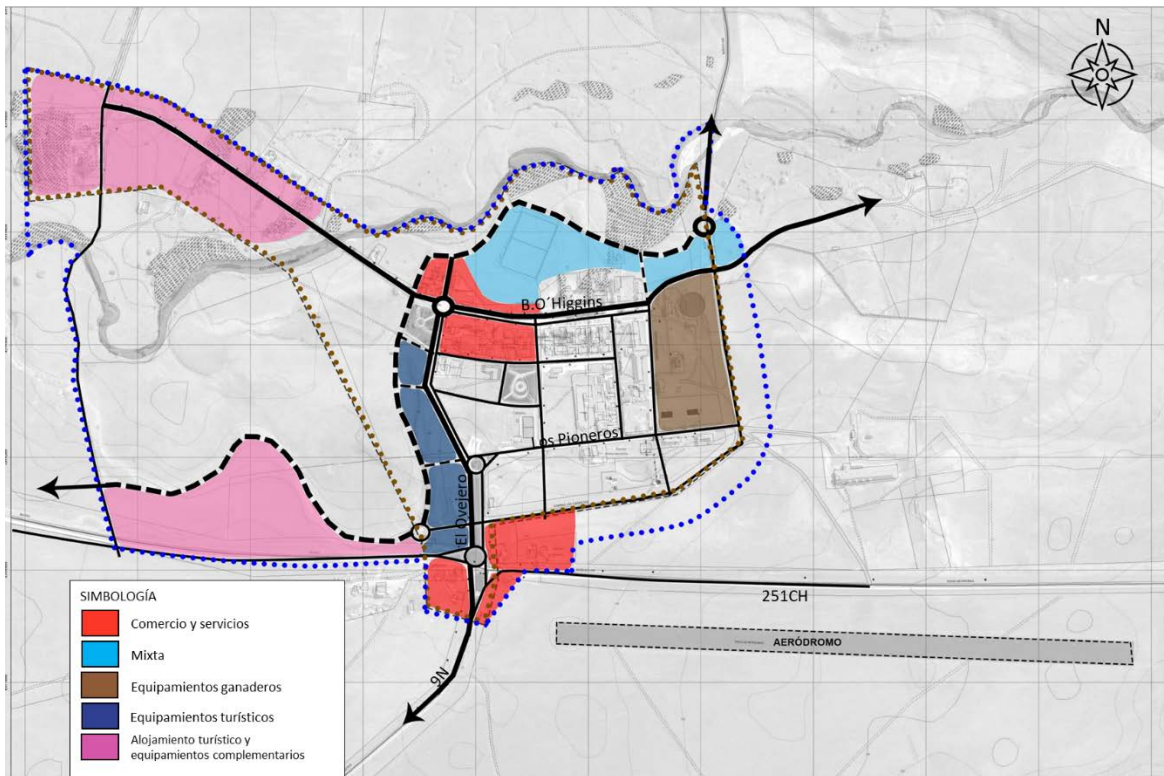 N
B.O´Higgins
Los Pioneros
El Ovejero
251CH
AERÓDROMO
9N
SIMBOLOGÍA
Comercio y servicios
Mixta
Equipamientos ganaderos
Equipamientos turísticos
Alojamiento turístico y
equipamientos complementarios